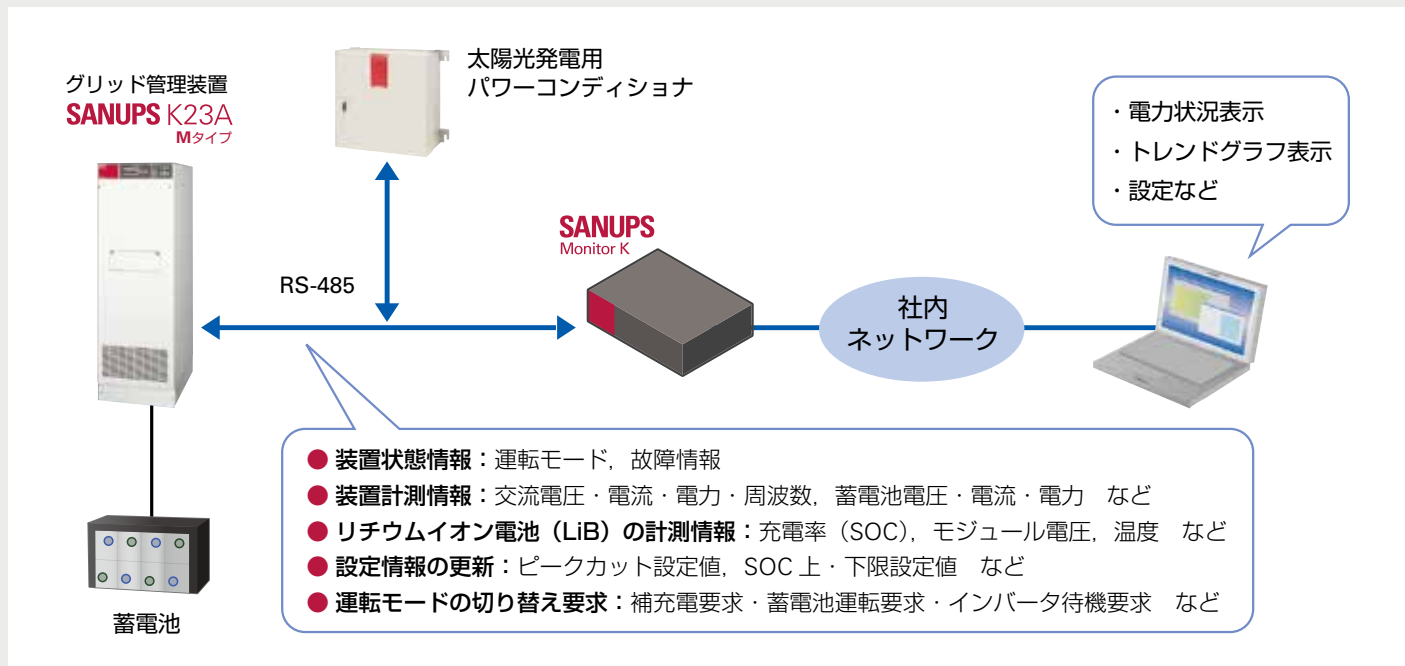 グリッド管理装置
SANUPS K23A
Mタイプ
太陽光発電用
パワーコンディショナ
・電力状況表示
・トレンドグラフ表示
・設定など
SANUPS
Monitor K
RS-485
社内
ネットワーク
● 装置状態情報：運転モード，故障情報
● 装置計測情報：交流電圧・電流・電力・周波数，蓄電池電圧・電流・電力　など
● リチウムイオン電池（LiB）の計測情報：充電率（SOC），モジュール電圧，温度　など
● 設定情報の更新：ピークカット設定値，SOC 上・下限設定値　など
● 運転モードの切り替え要求：補充電要求・蓄電池運転要求・インバータ待機要求　など
蓄電池